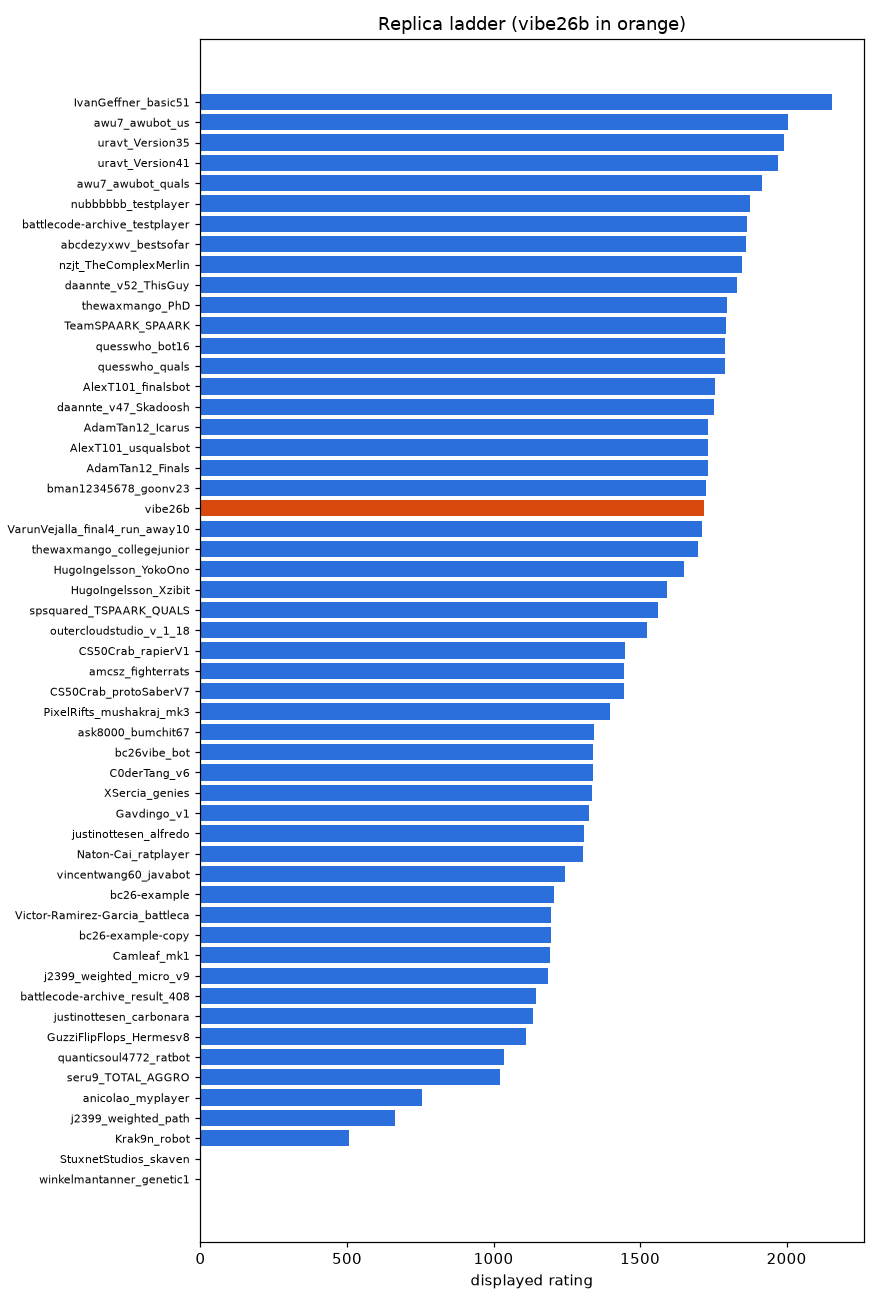 Replica ladder (vibe26b in orange)
IvanGeffner_basic51
awu7_awubot_us
uravt_Version35
uravt_Version41
awu7_awubot_quals
nubbbbbb_testplayer
battlecode-archive_testplayer
abcdezyxwv_bestsofar
nzjt_TheComplexMerlin
daannte_v52_ThisGuy
thewaxmango_PhD
TeamSPAARK_SPAARK
quesswho_bot16
quesswho_quals
AlexT101_finalsbot
daannte_v47_Skadoosh
AdamTan12_Icarus
AlexT101_usqualsbot
AdamTan12_Finals
bman12345678_goonv23
vibe26b
VarunVejalla_final4_run_away10
thewaxmango_collegejunior
HugoIngelsson_YokoOno
HugoIngelsson_Xzibit
spsquared_TSPAARK_QUALS
outercloudstudio_v_1_18
CS50Crab_rapierV1
amcsz_fighterrats
CS50Crab_protoSaberV7
PixelRifts_mushakraj_mk3
ask8000_bumchit67
bc26vibe_bot
C0derTang_v6
XSercia_genies
Gavdingo_v1
justinottesen_alfredo
Naton-Cai_ratplayer
vincentwang60_javabot
bc26-example
Victor-Ramirez-Garcia_battleca
bc26-example-copy
Camleaf_mk1
j2399_weighted_micro_v9
battlecode-archive_result_408
justinottesen_carbonara
GuzziFlipFlops_Hermesv8
quanticsoul4772_ratbot
seru9_TOTAL_AGGRO
anicolao_myplayer
j2399_weighted_path
Krak9n_robot
StuxnetStudios_skaven
winkelmantanner_genetic1
0 500 1000 1500 2000
displayed rating